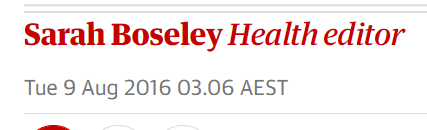 Sarah Boseley Health editor
Tue 9 Aug 2016 03.06 AEST